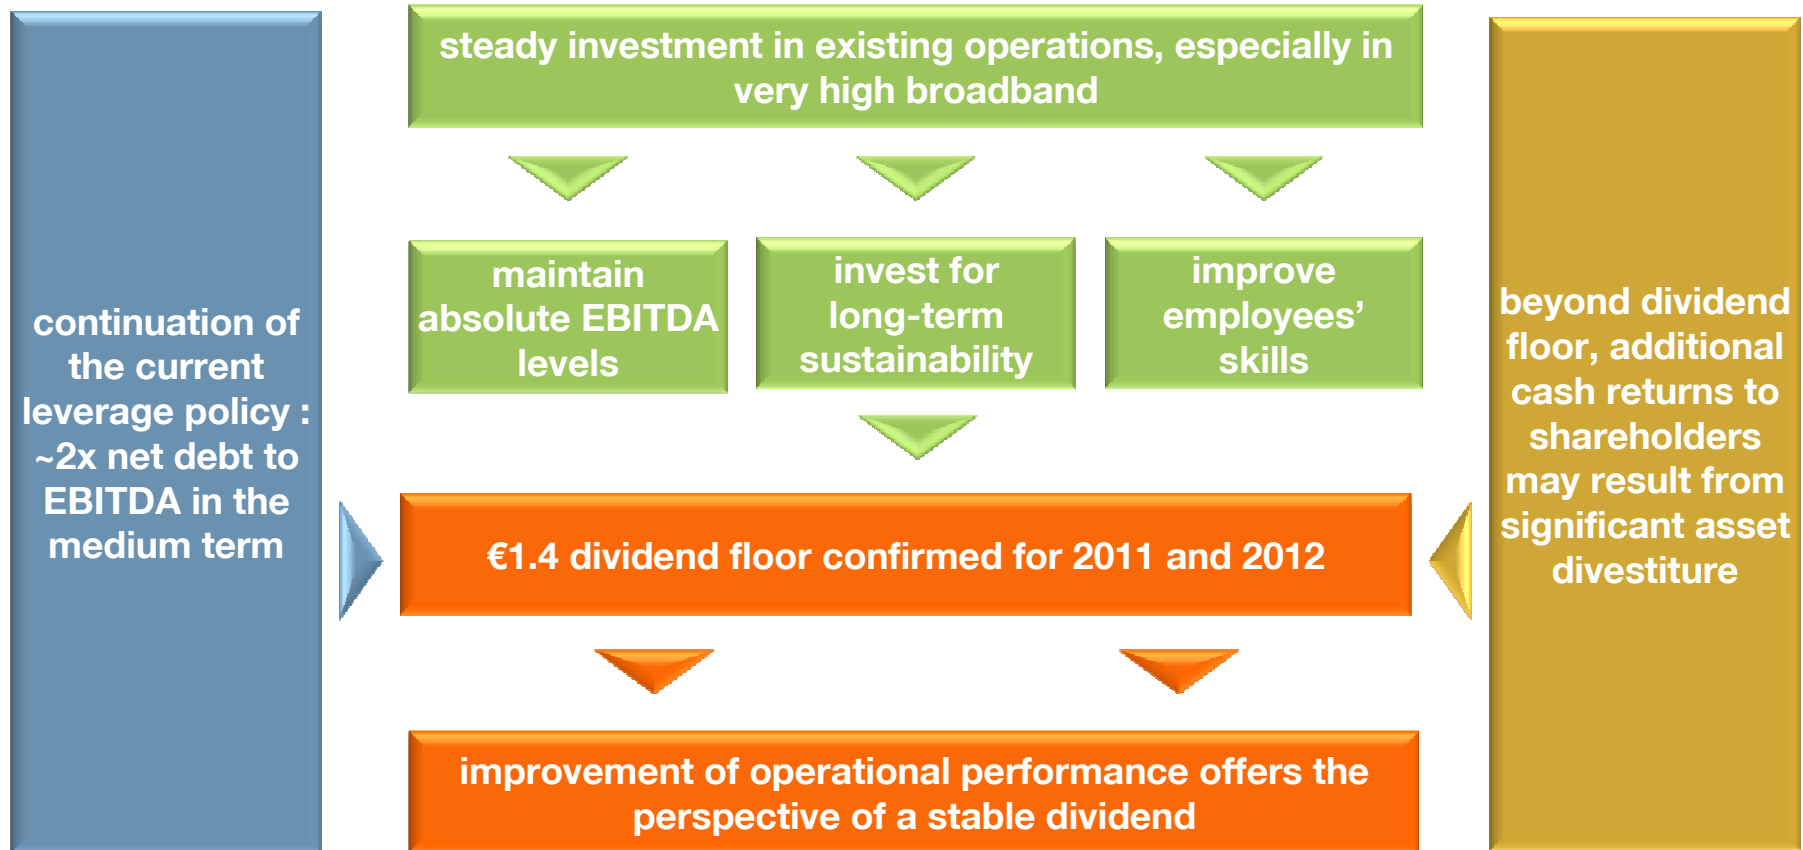 continuation of
the current
leverage policy :
~2x net debt to
EBITDA in the
medium term
steady investment in existing operations, especially in
very high broadband
maintain
absolute EBITDA
levels
invest for
long-term
sustainability
improve
employees’
skills
€1.4 dividend floor confirmed for 2011 and 2012
improvement of operational performance offers the
perspective of a stable dividend
beyond dividend
floor, additional
cash returns to
shareholders
may result from
significant asset
divestiture